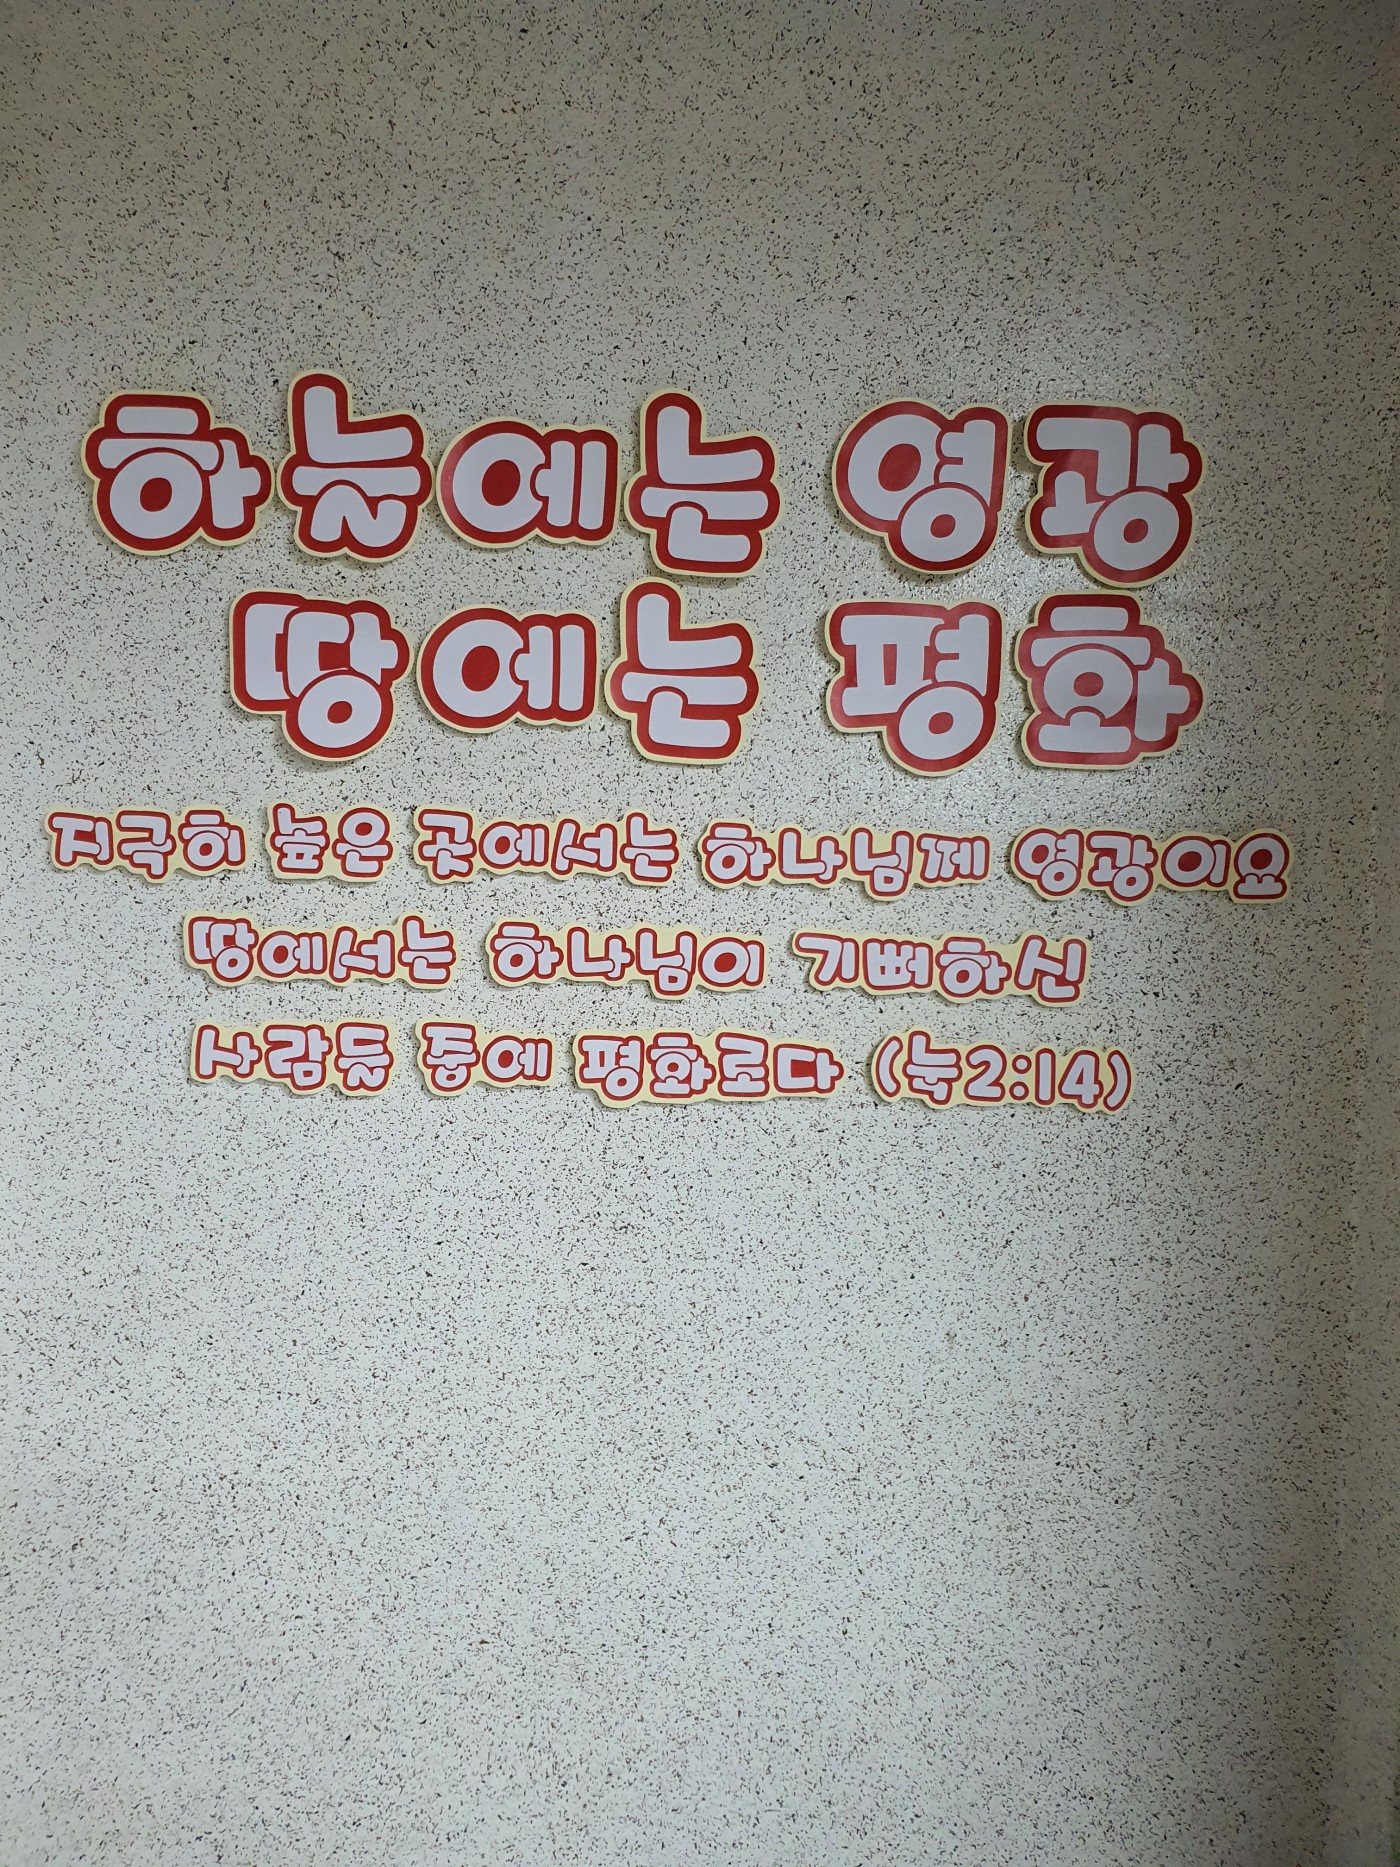 하늘에는 영광
땅에는 평화
지극히 높은 곳에서는 하나님께 영광이요
땅에서는 하나님이 기뻐하신
사람들 중에 평화로다 (눅2:14)